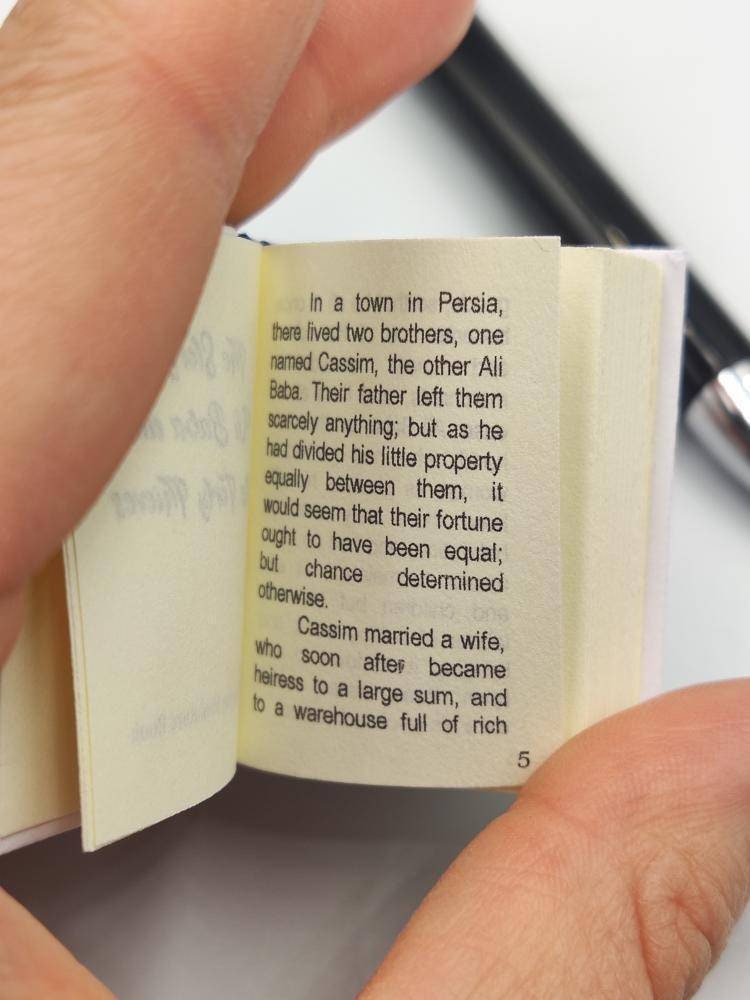 In a town in Persia,
there lived two brothers, one
named Cassim, the other Ali
Baba. Their father left them
scarcely anything; but as he
had divided his little property
equally between them, it
would seem that their fortune
ought to have been equal;
but chance determined
otherwise.
Cassim married a wife,
who soon after became
heiress to a large sum, and
to a warehouse full of rich
5